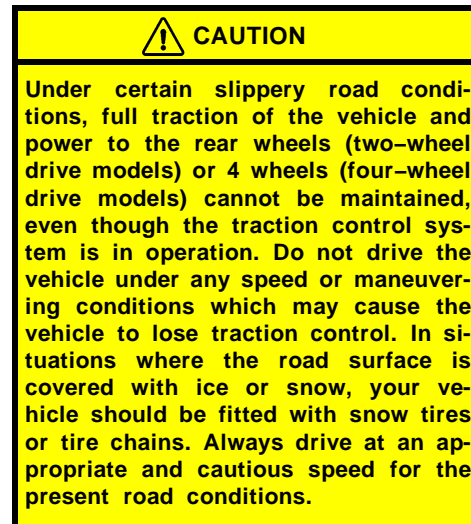 CAUTION
Under certain slippery road condi-
tions, full traction of the vehicle and
power to the rear wheels (two–wheel
drive models) or 4 wheels (four–wheel
drive models) cannot be maintained,
even though the traction control sys-
tem is in operation. Do not drive the
vehicle under any speed or maneuver-
ing conditions which may cause the
vehicle to lose traction control. In si-
tuations where the road surface is
covered with ice or snow, your ve-
hicle should be fitted with snow tires
or tire chains. Always drive at an ap-
propriate and cautious speed for the
present road conditions.